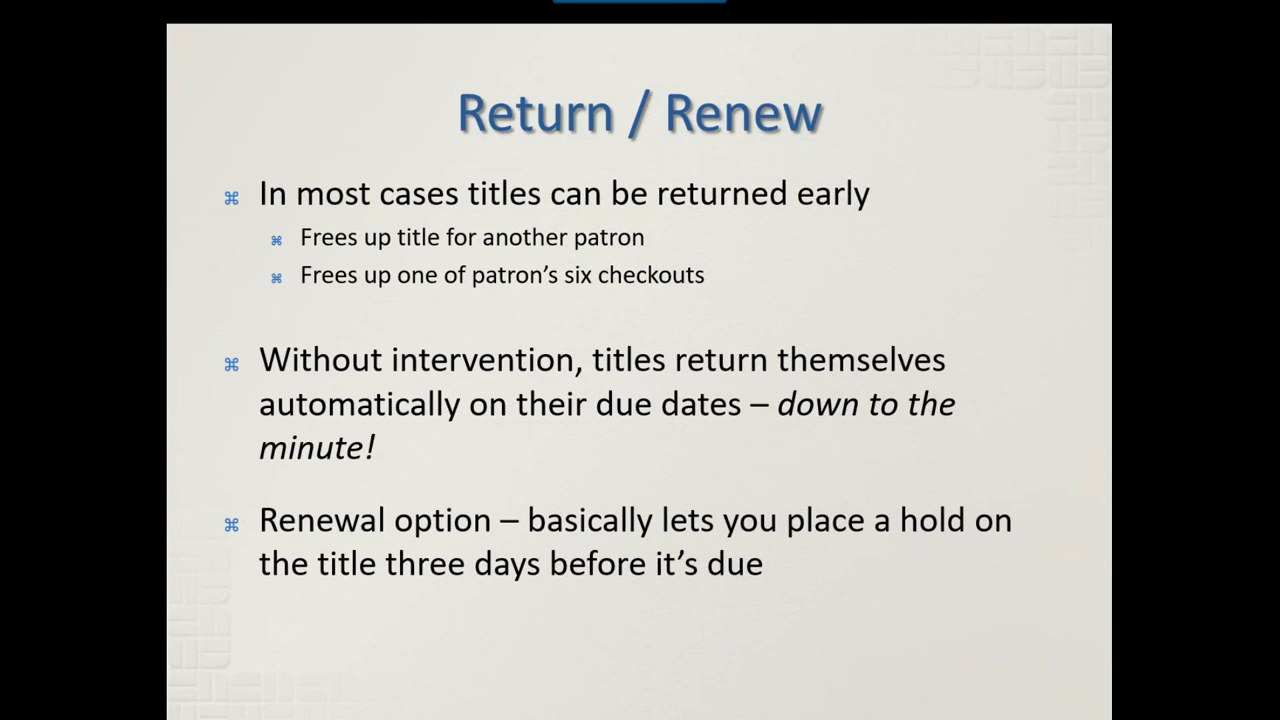 Return / Renew
⌘ In most cases titles can be returned early
⌘ Frees up title for another patron
⌘ Frees up one of patron’s six checkouts
⌘ Without intervention, titles return themselves
automatically on their due dates – down to the
minute!
⌘ Renewal option – basically lets you place a hold on
the title three days before it’s due